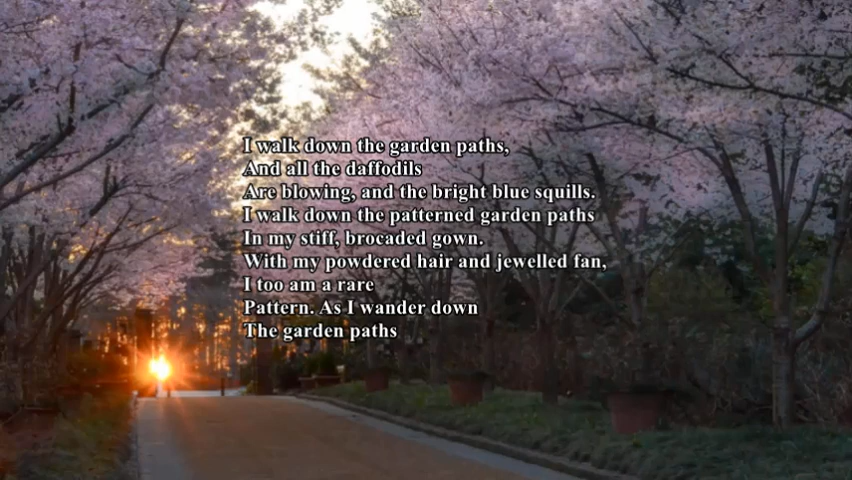 I walk down the garden paths,
And all the daffodils
Are blowing, and the bright blue squills.
I walk down the patterned garden paths
In my stiff, brocaded gown.
With my powdered hair and jewelled fan,
I too am a rare
Pattern. As I wander down
The garden paths